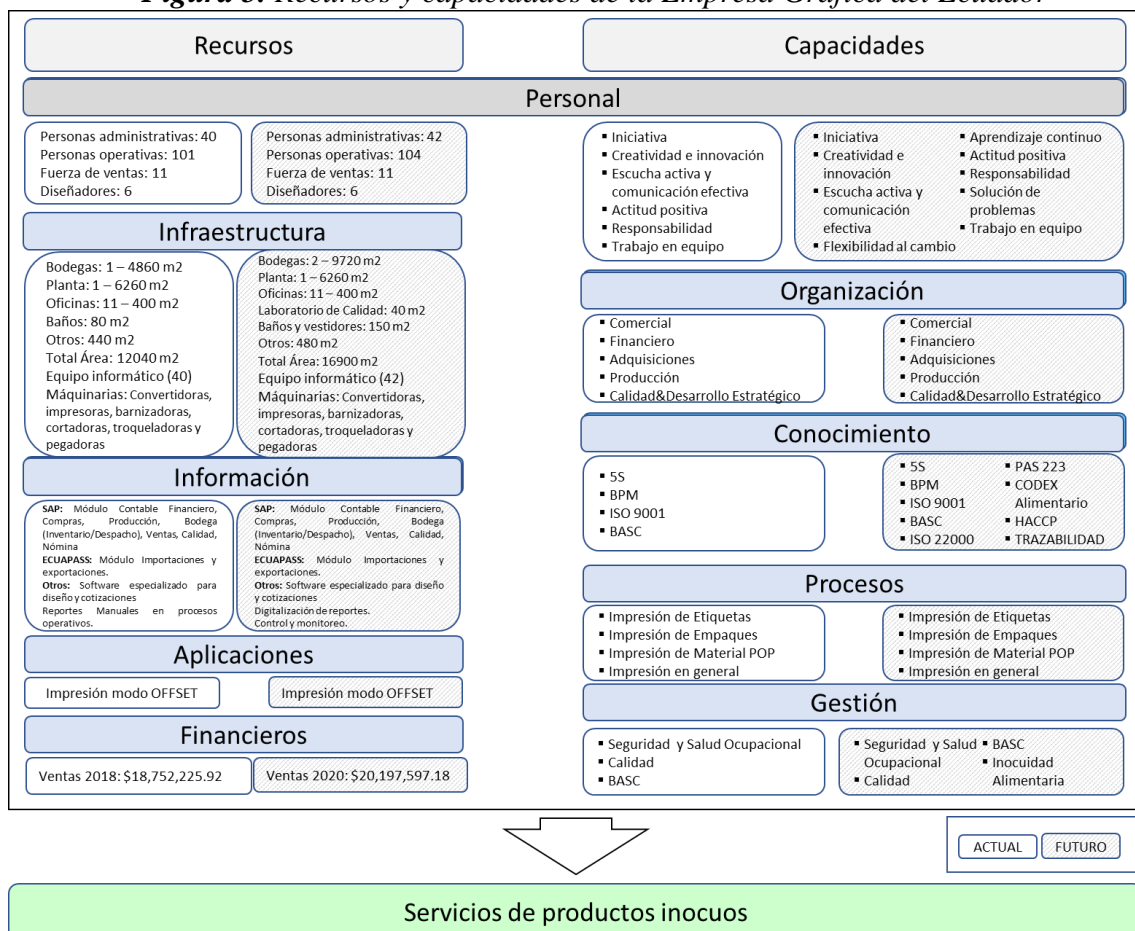 Figura 3. Recursos y capacidades de la Empresa Gráfica del Ecuador
Recursos
Capacidades
Personal
Personas administrativas: 40
Personas operativas: 101
Fuerza de ventas: 11
Diseñadores: 6
Personas administrativas: 42
Personas operativas: 104
Fuerza de ventas: 11
Diseñadores: 6
▪ Iniciativa
▪ Creatividad e innovación
▪ Escucha activa y
comunicación efectiva
▪ Actitud positiva
▪ Responsabilidad
▪ Trabajo en equipo
▪ Iniciativa
▪ Creatividad e
innovación
▪ Escucha activa y
comunicación
efectiva
▪ Flexibilidad al cambio
▪ Aprendizaje continuo
▪ Actitud positiva
▪ Responsabilidad
▪ Solución de
problemas
▪ Trabajo en equipo
Infraestructura
Bodegas: 1 – 4860 m2
Planta: 1 – 6260 m2
Oficinas: 11 – 400 m2
Baños: 80 m2
Otros: 440 m2
Total Área: 12040 m2
Equipo informático (40)
Máquinarias: Convertidoras,
impresoras, barnizadoras,
cortadoras, troqueladoras y
pegadoras
Bodegas: 2 – 9720 m2
Planta: 1 – 6260 m2
Oficinas: 11 – 400 m2
Laboratorio de Calidad: 40 m2
Baños y vestidores: 150 m2
Otros: 480 m2
Total Área: 16900 m2
Equipo informático (42)
Máquinarias: Convertidoras,
impresoras, barnizadoras,
cortadoras, troqueladoras y
pegadoras
Organización
▪ Comercial
▪ Financiero
▪ Adquisiciones
▪ Producción
▪ Calidad&Desarrollo Estratégico
▪ Comercial
▪ Financiero
▪ Adquisiciones
▪ Producción
▪ Calidad&Desarrollo Estratégico
Conocimiento
▪ 5S
▪ BPM
▪ ISO 9001
▪ BASC
▪ 5S
▪ BPM
▪ ISO 9001
▪ BASC
▪ ISO 22000
▪ PAS 223
▪ CODEX
Alimentario
▪ HACCP
▪ TRAZABILIDAD
Información
SAP: Módulo Contable Financiero,
Compras, Producción, Bodega
(Inventario/Despacho), Ventas, Calidad,
Nómina
ECUAPASS: Módulo Importaciones y
exportaciones.
Otros: Software especializado para
diseño y cotizaciones
Reportes Manuales en procesos
operativos.
SAP: Módulo Contable Financiero,
Compras, Producción, Bodega
(Inventario/Despacho), Ventas, Calidad,
Nómina
ECUAPASS: Módulo Importaciones y
exportaciones.
Otros: Software especializado para diseño
y cotizaciones
Digitalización de reportes.
Control y monitoreo.
Procesos
▪ Impresión de Etiquetas
▪ Impresión de Empaques
▪ Impresión de Material POP
▪ Impresión en general
▪ Impresión de Etiquetas
▪ Impresión de Empaques
▪ Impresión de Material POP
▪ Impresión en general
Aplicaciones
Impresión modo OFFSET
Impresión modo OFFSET
Gestión
▪ Seguridad y Salud Ocupacional
▪ Calidad
▪ BASC
▪ Seguridad y Salud
Ocupacional
▪ Calidad
▪ BASC
▪ Inocuidad
Alimentaria
Financieros
Ventas 2018: $18,752,225.92
Ventas 2020: $20,197,597.18
ACTUAL
FUTURO
Servicios de productos inocuos